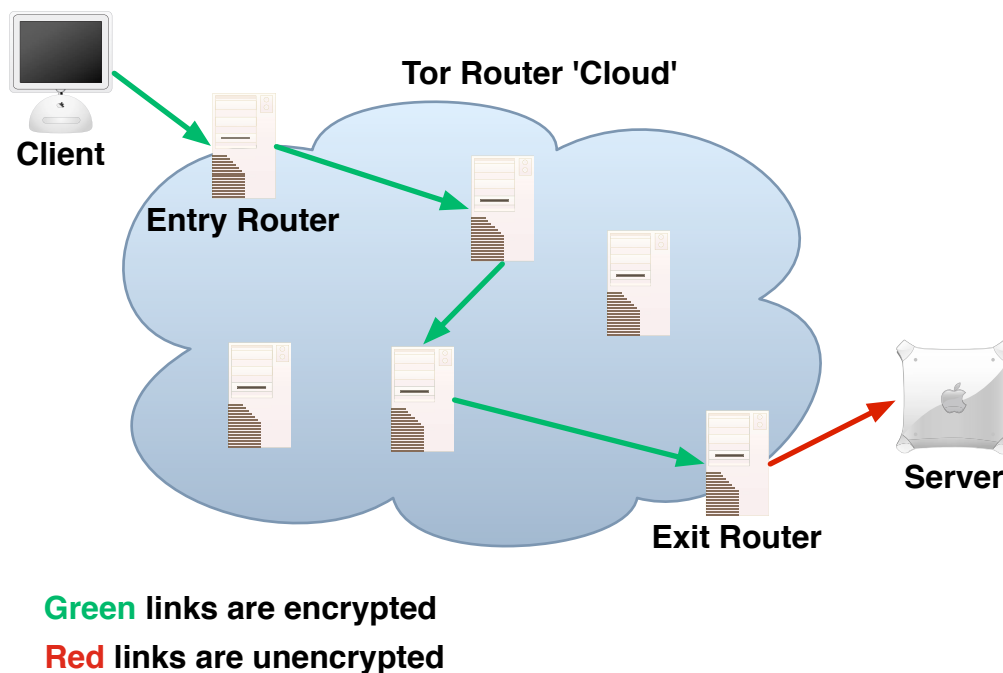 Tor Router 'Cloud'
Client
Entry Router
Server
Exit Router
Green links are encrypted
Red links are unencrypted